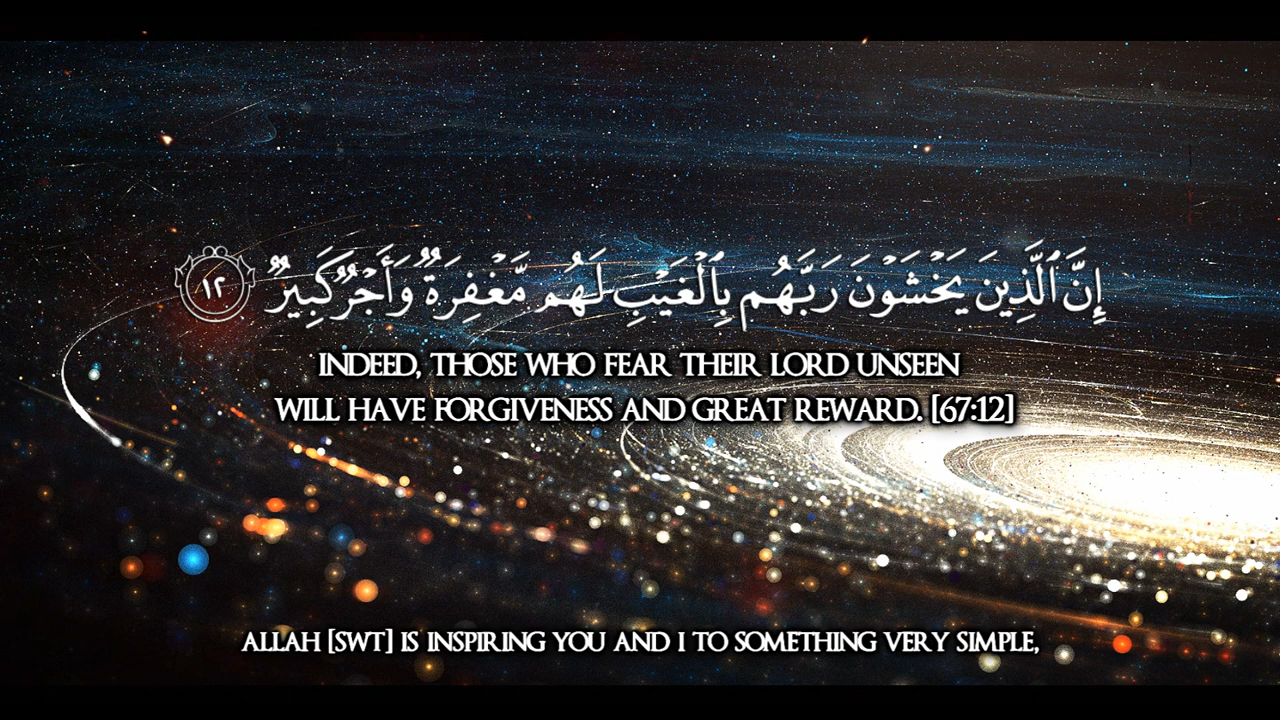 إِنَّ ٱلَّذِينَ يَخۡشَوۡنَ رَبَّهُم بِٱلۡغَيۡبِ لَهُم مَّغۡفِرَةٞ وَأَجۡرٞ كَبِيرٞ ١٢
INDEED, THOSE WHO FEAR THEIR LORD UNSEEN
WILL HAVE FORGIVENESS AND GREAT REWARD. [67:12]
ALLAH [SWT] IS INSPIRING YOU AND I TO SOMETHING VERY SIMPLE,